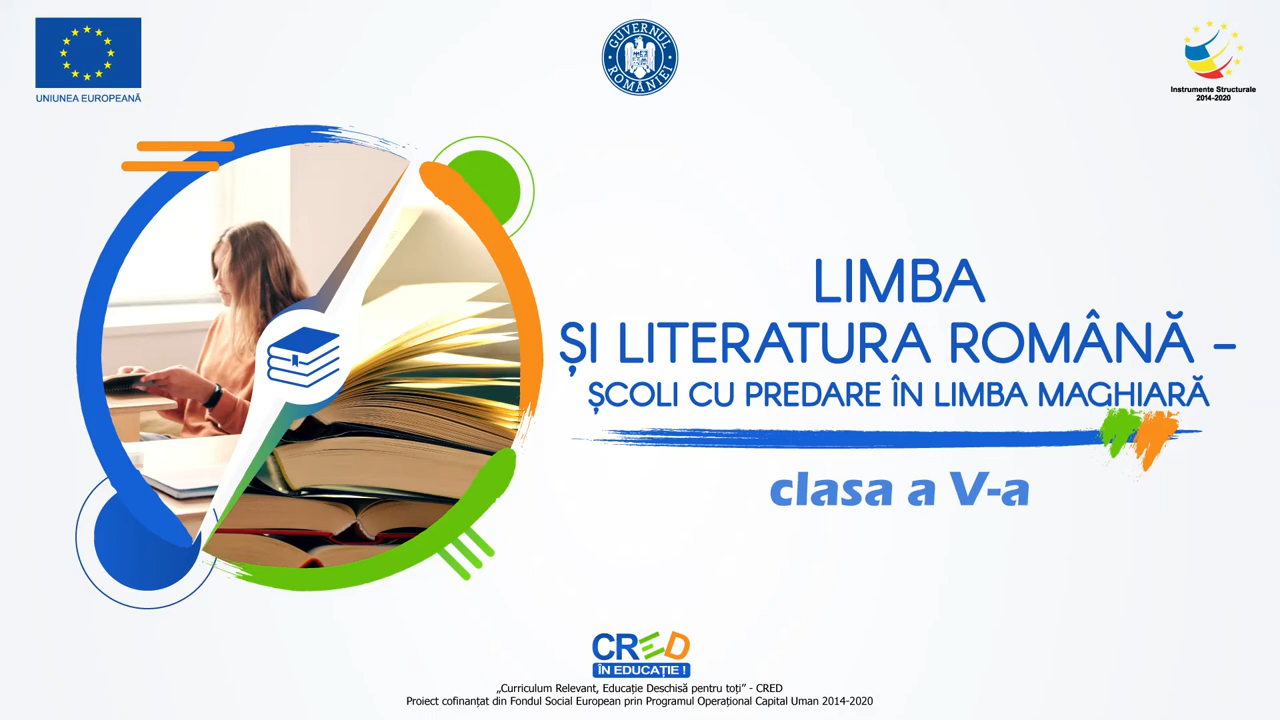 UNIUNEA EUROPEANĂ
GUVERNUL ROMÂNIEI
Instrumente Structurale
2014-2020
LIMBA
ȘI LITERATURA ROMÂNĂ –
ȘCOLI CU PREDARE ÎN LIMBA MAGHIARĂ
clasa a V-a
CRED
ÎN EDUCAȚIE !
„Curriculum Relevant, Educație Deschisă pentru toți” - CRED
Proiect cofinanțat din Fondul Social European prin Programul Operațional Capital Uman 2014-2020